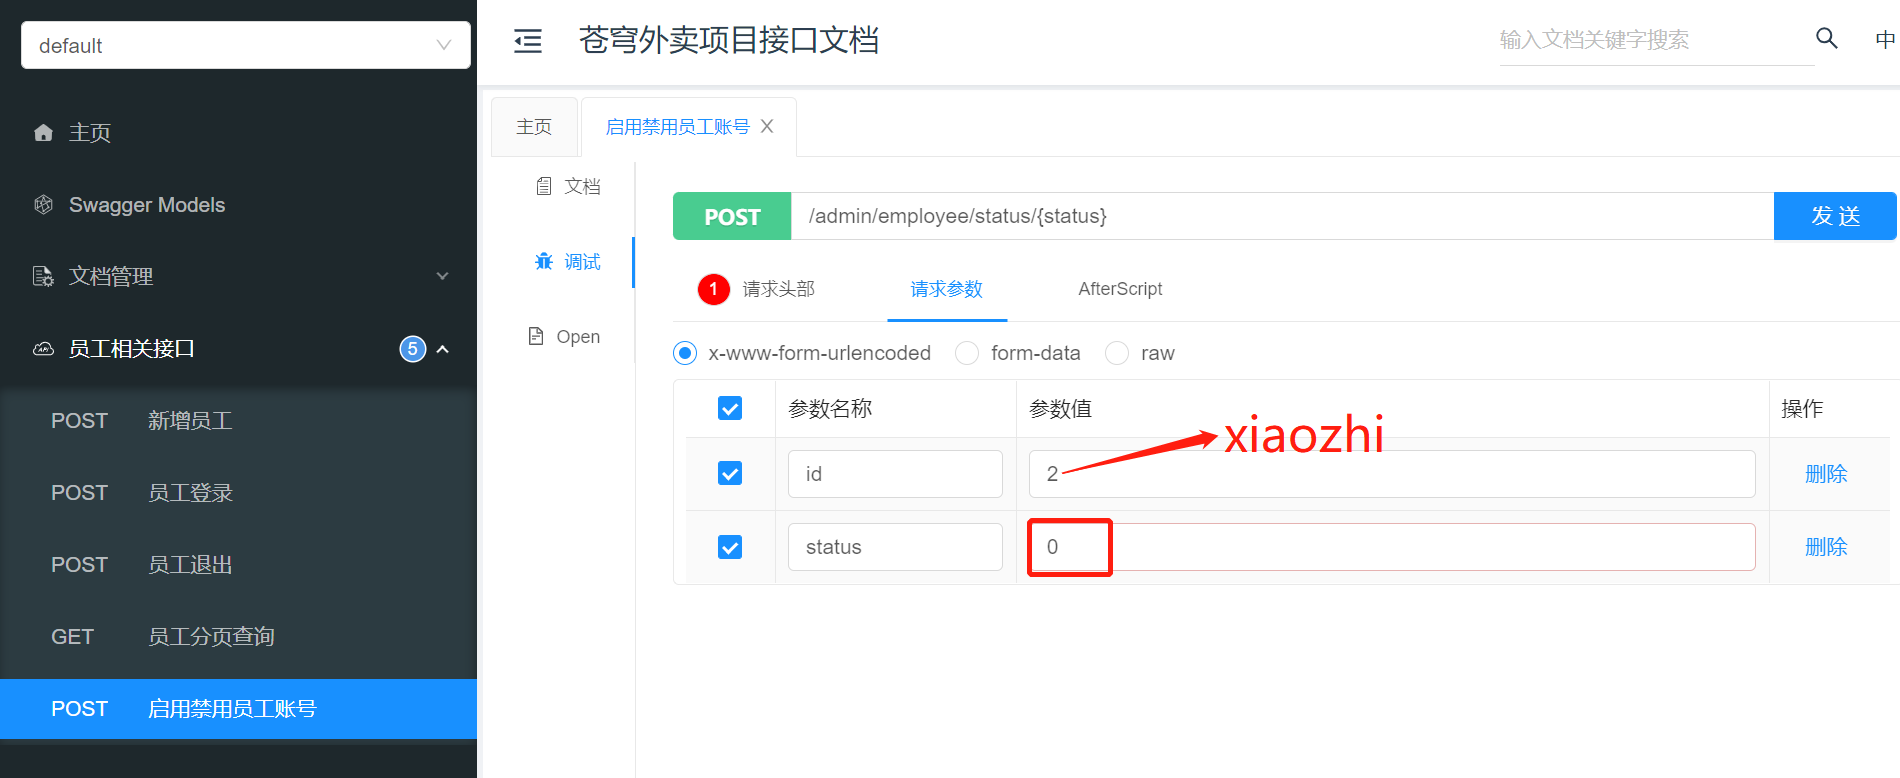 default
主页
Swagger Models
文档管理
员工相关接口 5
POST 新增员工
POST 员工登录
POST 员工退出
GET 员工分页查询
POST 启用禁用员工账号
苍穹外卖项目接口文档
输入文档关键字搜索
中
主页
启用禁用员工账号
文档
调试
Open
POST /admin/employee/status/{status} 发 送
1 请求头部 请求参数 AfterScript
x-www-form-urlencoded form-data raw
参数名称 参数值 操作
xiaozhi
id 2 删除
status 0 删除